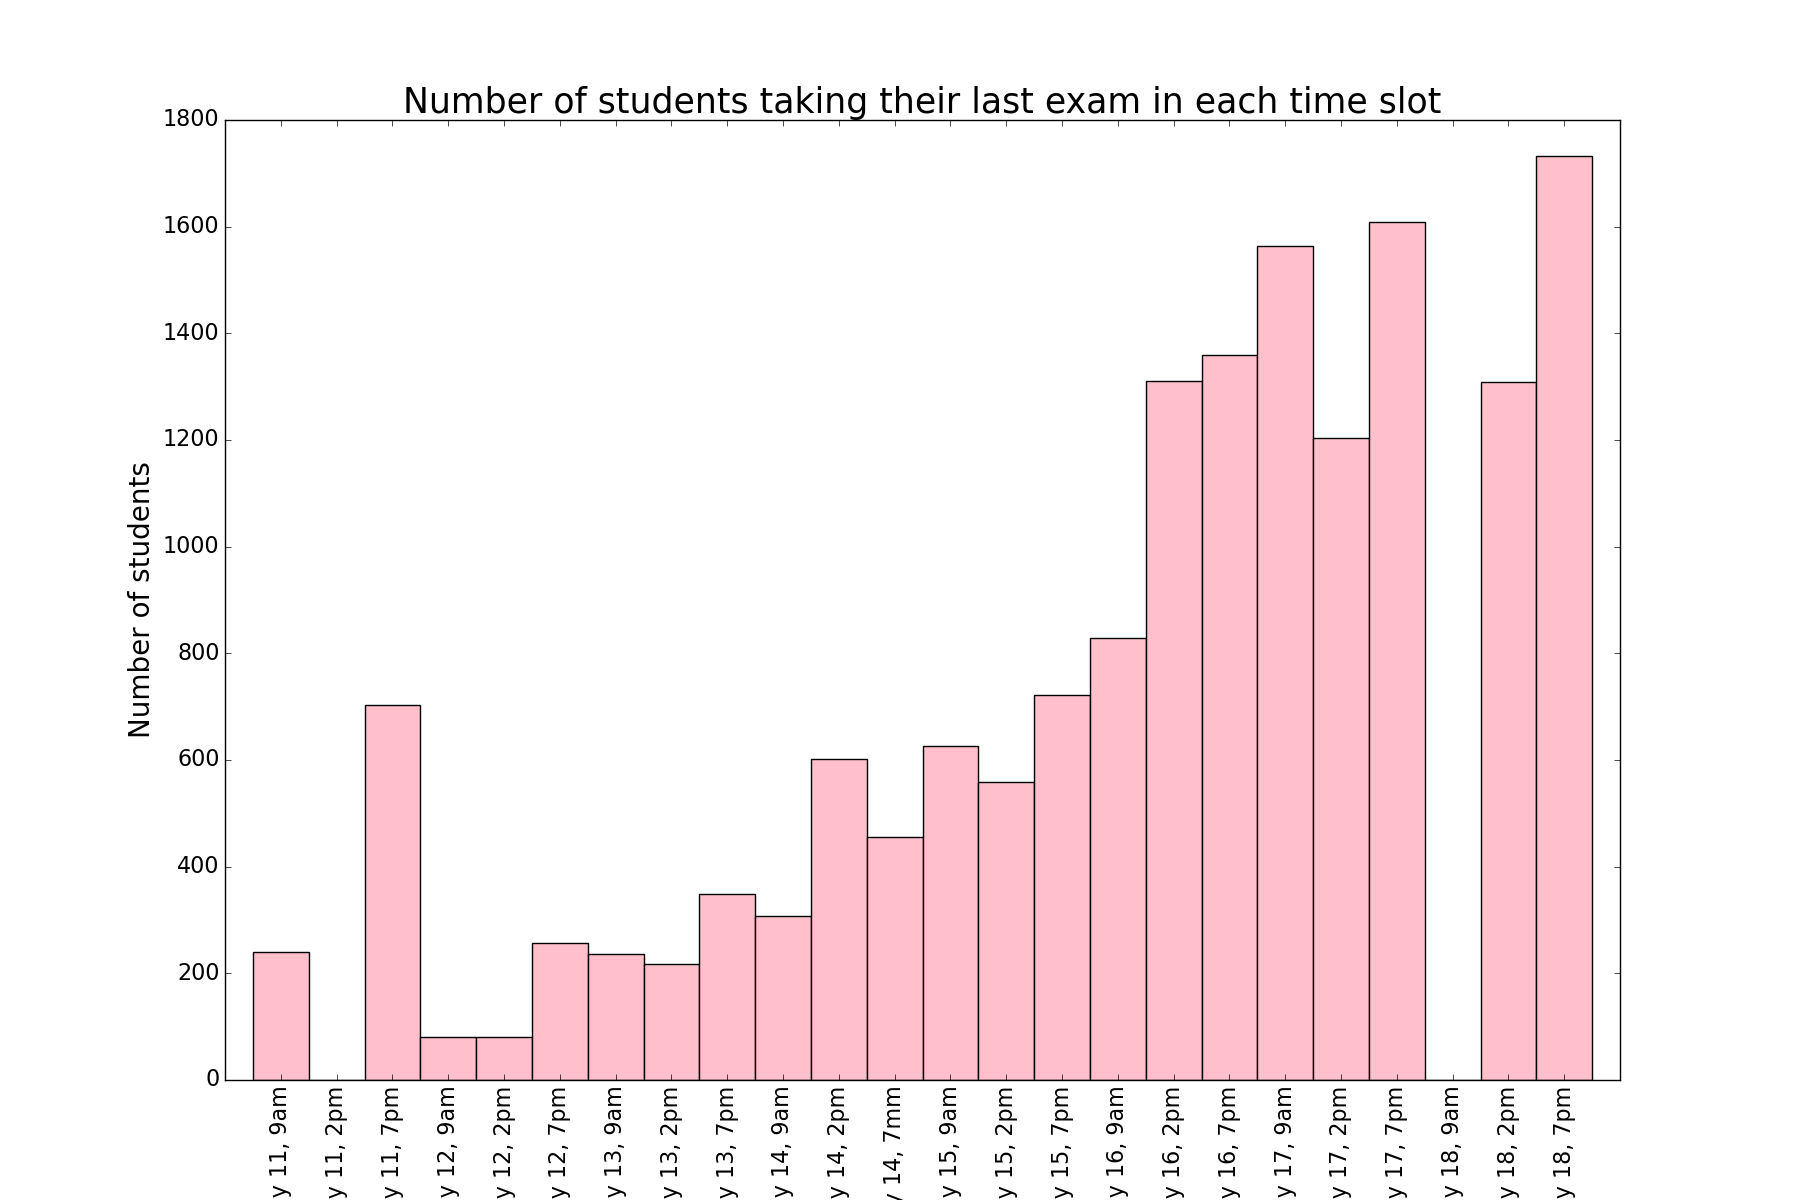 Number of students taking their last exam in each time slot
Number of students
1800
1600
1400
1200
1000
800
600
400
200
0
y 11, 9am
y 11, 2pm
y 11, 7pm
y 12, 9am
y 12, 2pm
y 12, 7pm
y 13, 9am
y 13, 2pm
y 13, 7pm
y 14, 9am
y 14, 2pm
y 14, 7mm
y 15, 9am
y 15, 2pm
y 15, 7pm
y 16, 9am
y 16, 2pm
y 16, 7pm
y 17, 9am
y 17, 2pm
y 17, 7pm
y 18, 9am
y 18, 2pm
y 18, 7pm